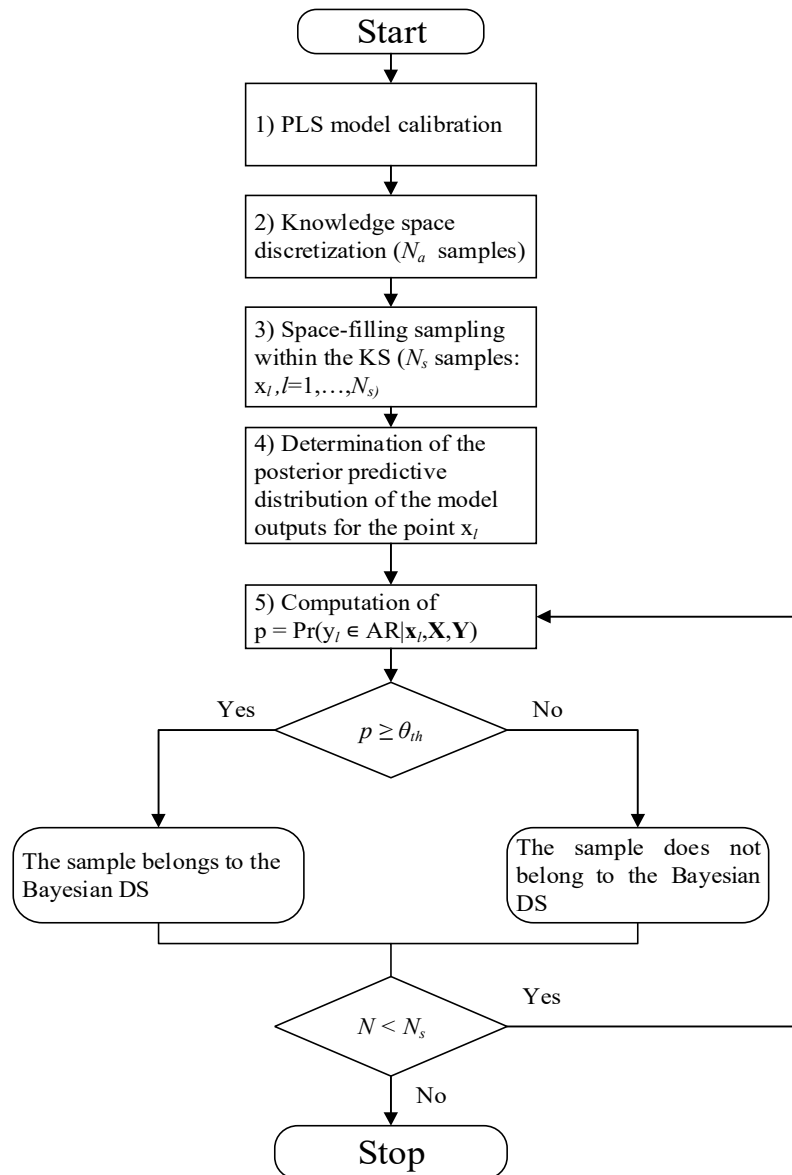 Start
1) PLS model calibration
2) Knowledge space
discretization (Nₐ samples)
3) Space-filling sampling
within the KS (Nₛ samples:
xₗ,l=1,…,Nₛ)
4) Determination of the
posterior predictive
distribution of the model
outputs for the point xₗ
5) Computation of
p = Pr(yₗ ∈ AR|xₗ,X,Y)
Yes
No
p ≥ θₜₕ
The sample belongs to the
Bayesian DS
The sample does not
belong to the Bayesian
DS
Yes
N < Nₛ
No
Stop